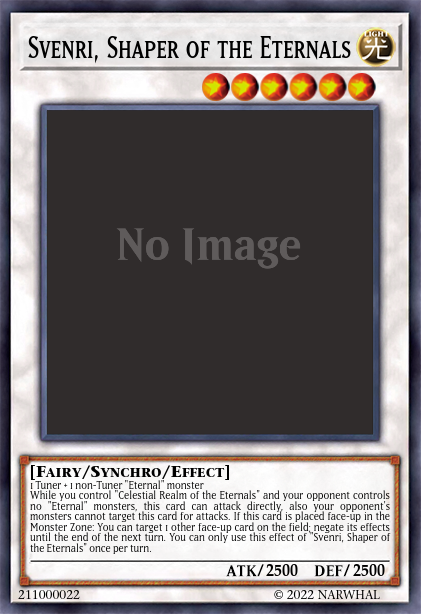 Svenri, Shaper of the Eternals
LIGHT
光
No Image
[Fairy/Synchro/Effect]
1 Tuner + 1 non-Tuner "Eternal" monster
While you control "Celestial Realm of the Eternals" and your opponent controls
no "Eternal" monsters, this card can attack directly, also your opponent's
monsters cannot target this card for attacks. If this card is placed face-up in the
Monster Zone: You can target 1 other face-up card on the field; negate its effects
until the end of the next turn. You can only use this effect of "Svenri, Shaper of
the Eternals" once per turn.
ATK/2500 DEF/2500
211000022 © 2022 NARWHAL